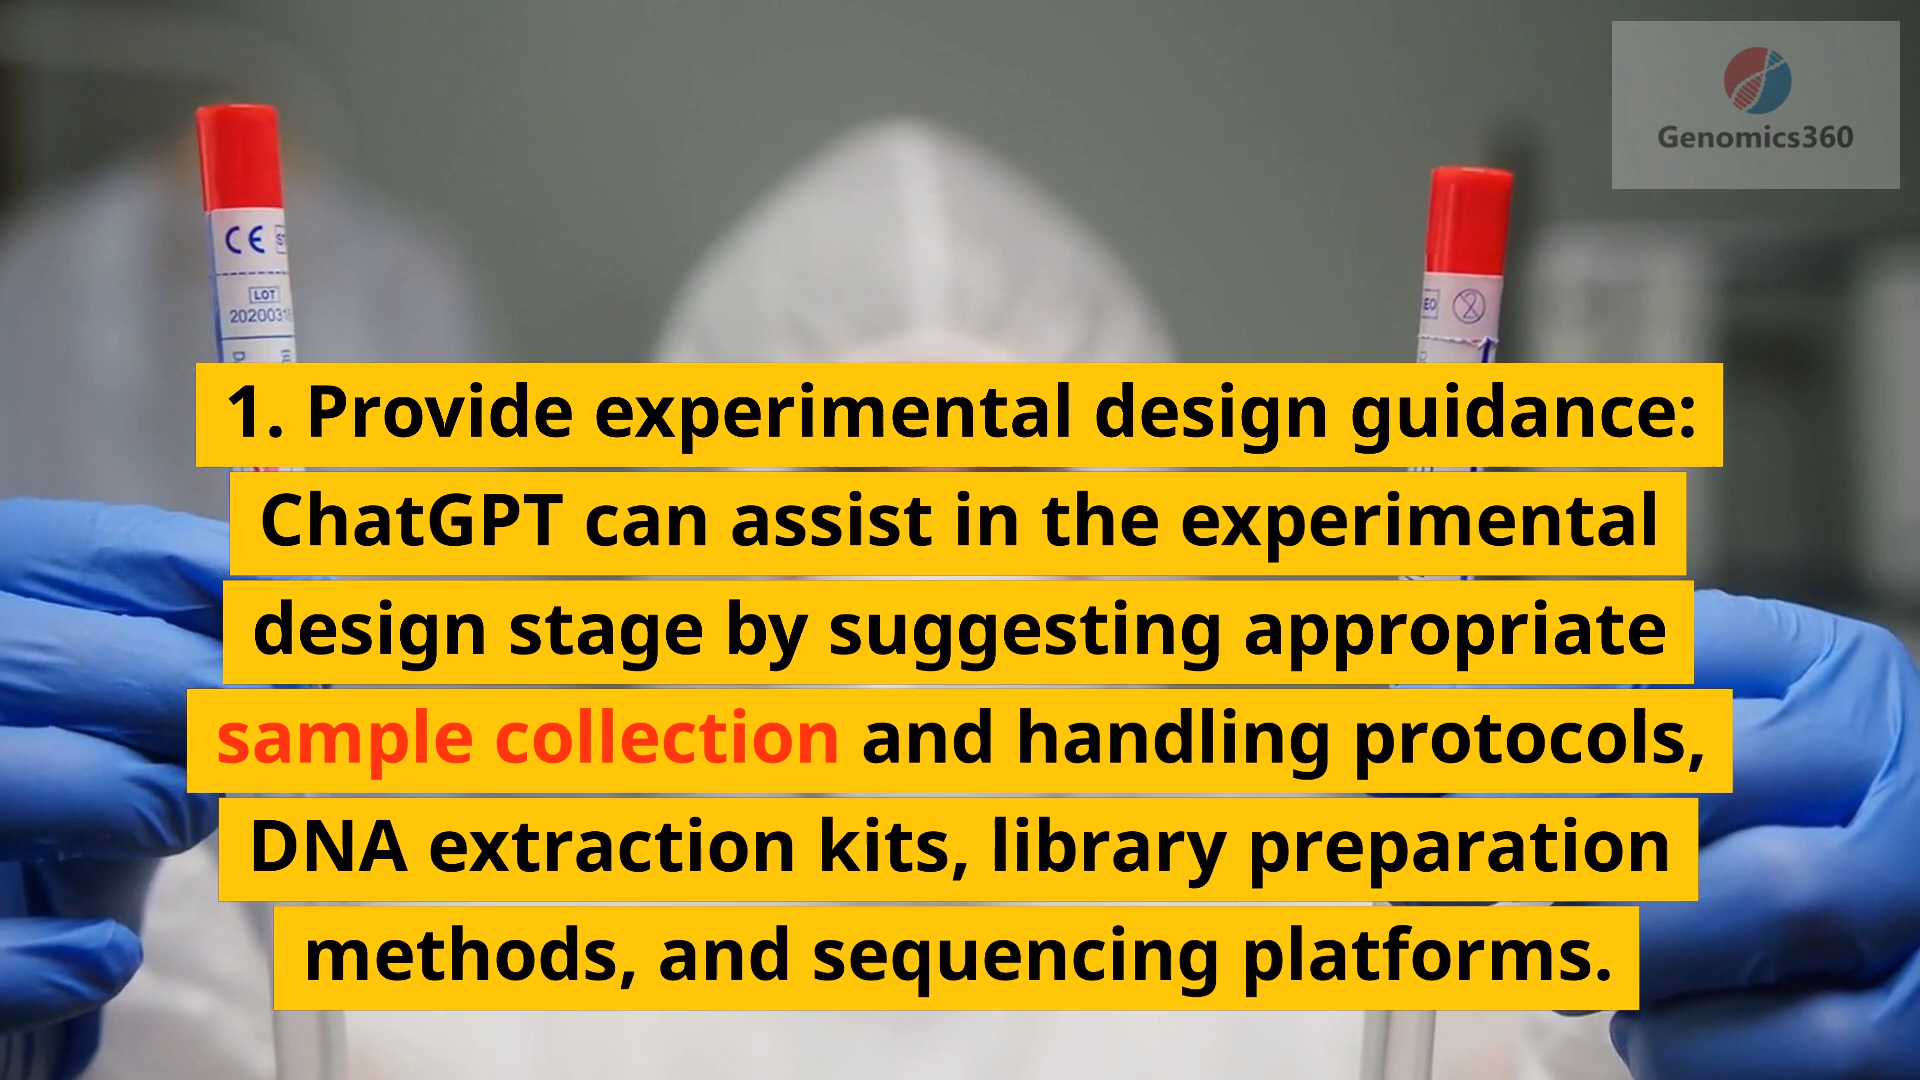 Genomics360
CE
LOT
1. Provide experimental design guidance:
ChatGPT can assist in the experimental
design stage by suggesting appropriate
sample collection and handling protocols,
DNA extraction kits, library preparation
methods, and sequencing platforms.